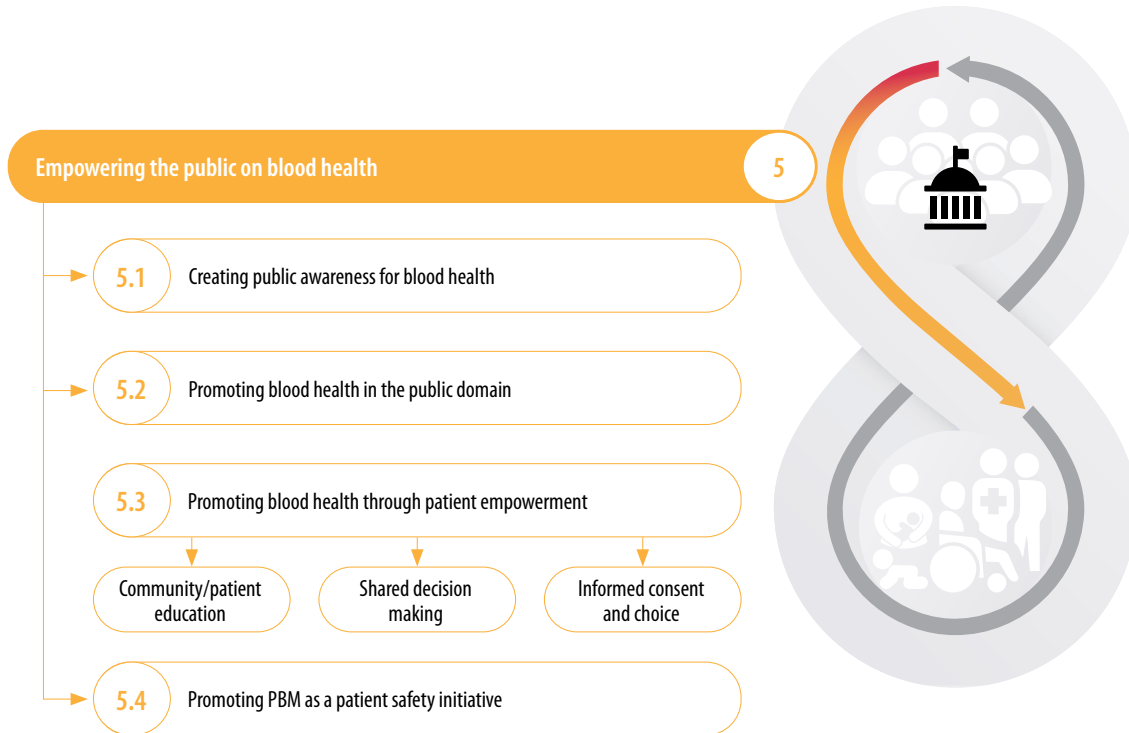 Empowering the public on blood health
5
5.1
Creating public awareness for blood health
5.2
Promoting blood health in the public domain
5.3
Promoting blood health through patient empowerment
Community/patient
education
Shared decision
making
Informed consent
and choice
5.4
Promoting PBM as a patient safety initiative